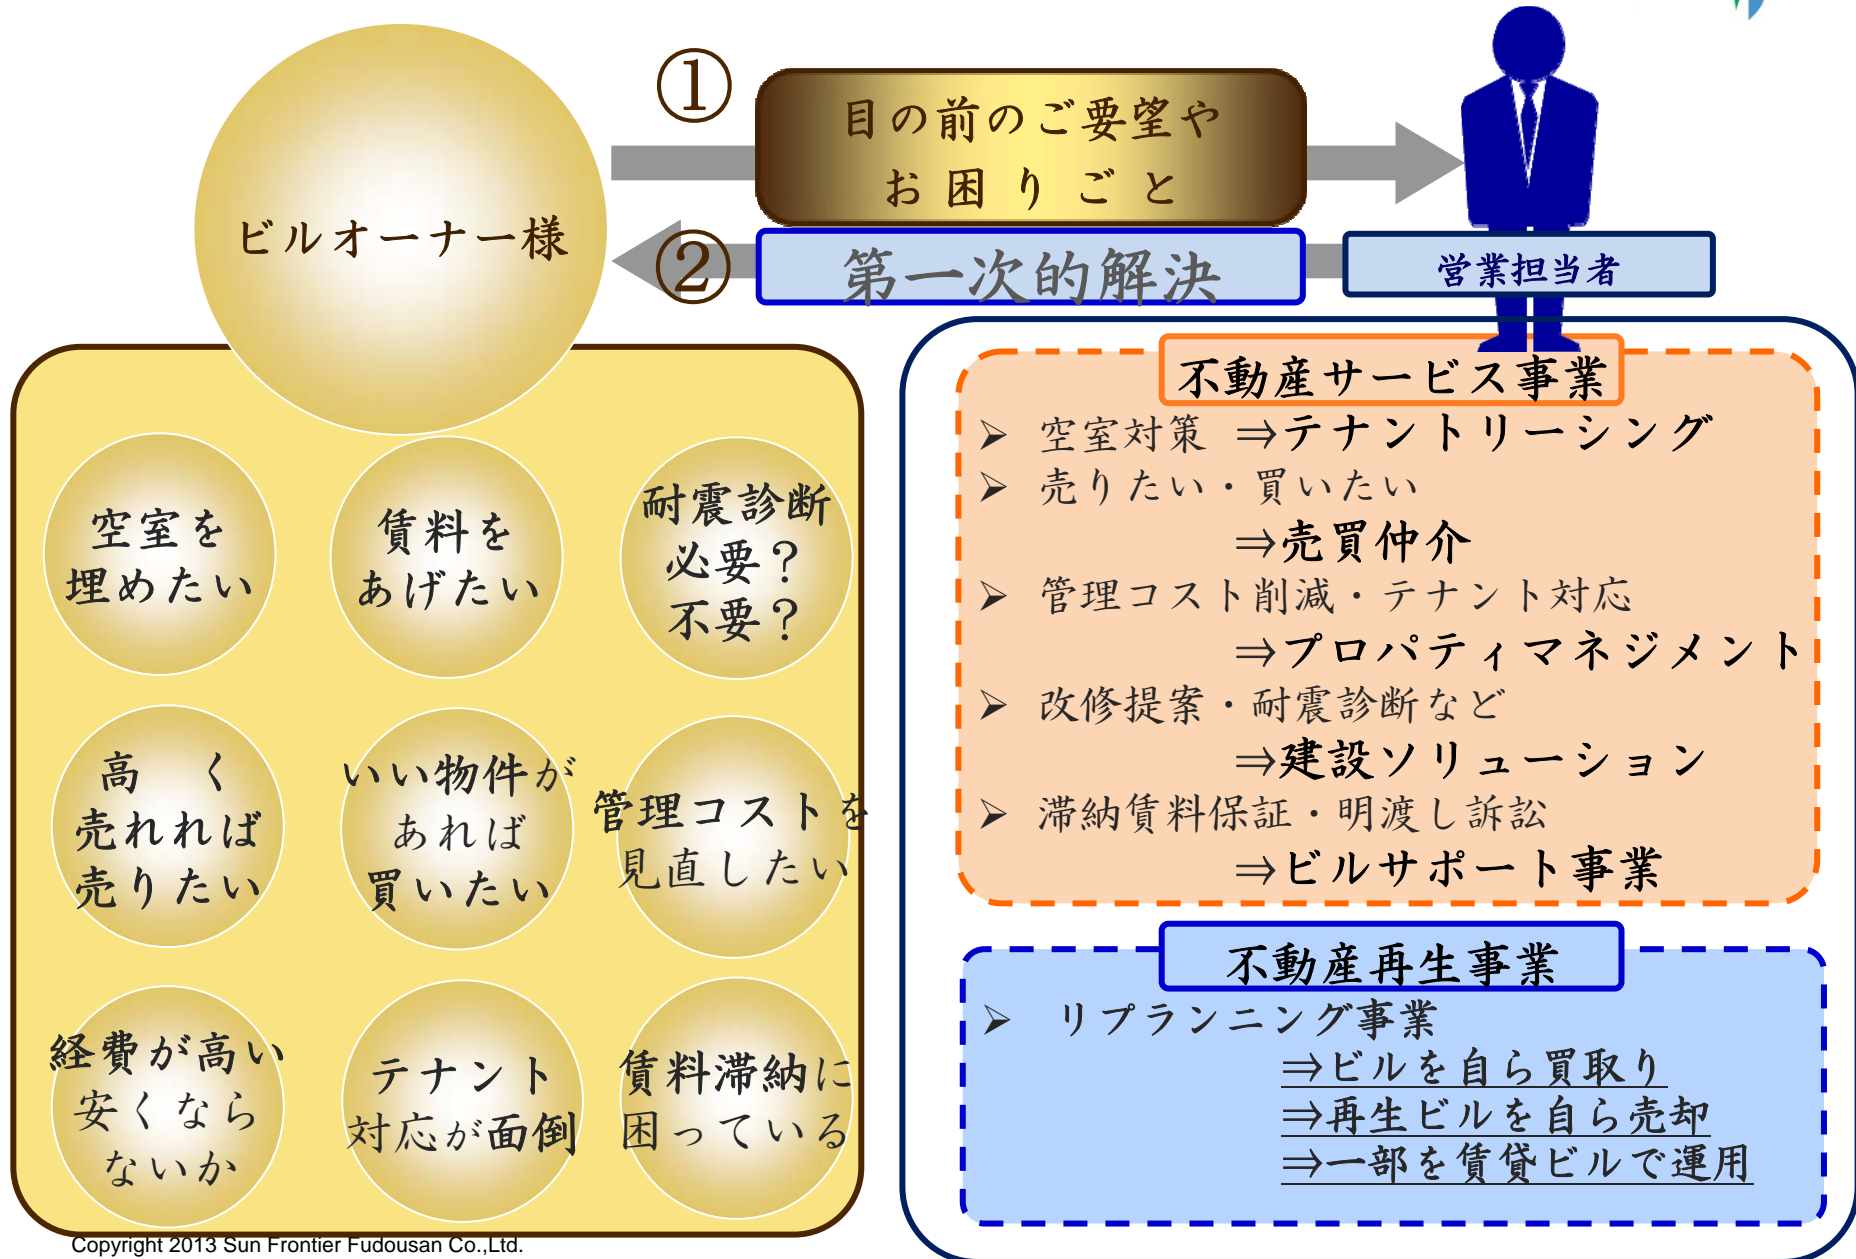 ①
目の前のご要望や
お困りごと
ビルオーナー様
②
第一次的解決
営業担当者
空室を
埋めたい
賃料を
あげたい
耐震診断
必要？
不要？
高　く
売れれば
売りたい
いい物件が
あれば
買いたい
管理コストを
見直したい
経費が高い
安くなら
ないか
テナント
対応が面倒
賃料滞納に
困っている
不動産サービス事業
➢ 空室対策 ⇒テナントリーシング
➢ 売りたい・買いたい
⇒売買仲介
➢ 管理コスト削減・テナント対応
⇒プロパティマネジメント
➢ 改修提案・耐震診断など
⇒建設ソリューション
➢ 滞納賃料保証・明渡し訴訟
⇒ビルサポート事業
不動産再生事業
➢ リプランニング事業
⇒ビルを自ら買取り
⇒再生ビルを自ら売却
⇒一部を賃貸ビルで運用
Copyright 2013 Sun Frontier Fudousan Co.,Ltd.